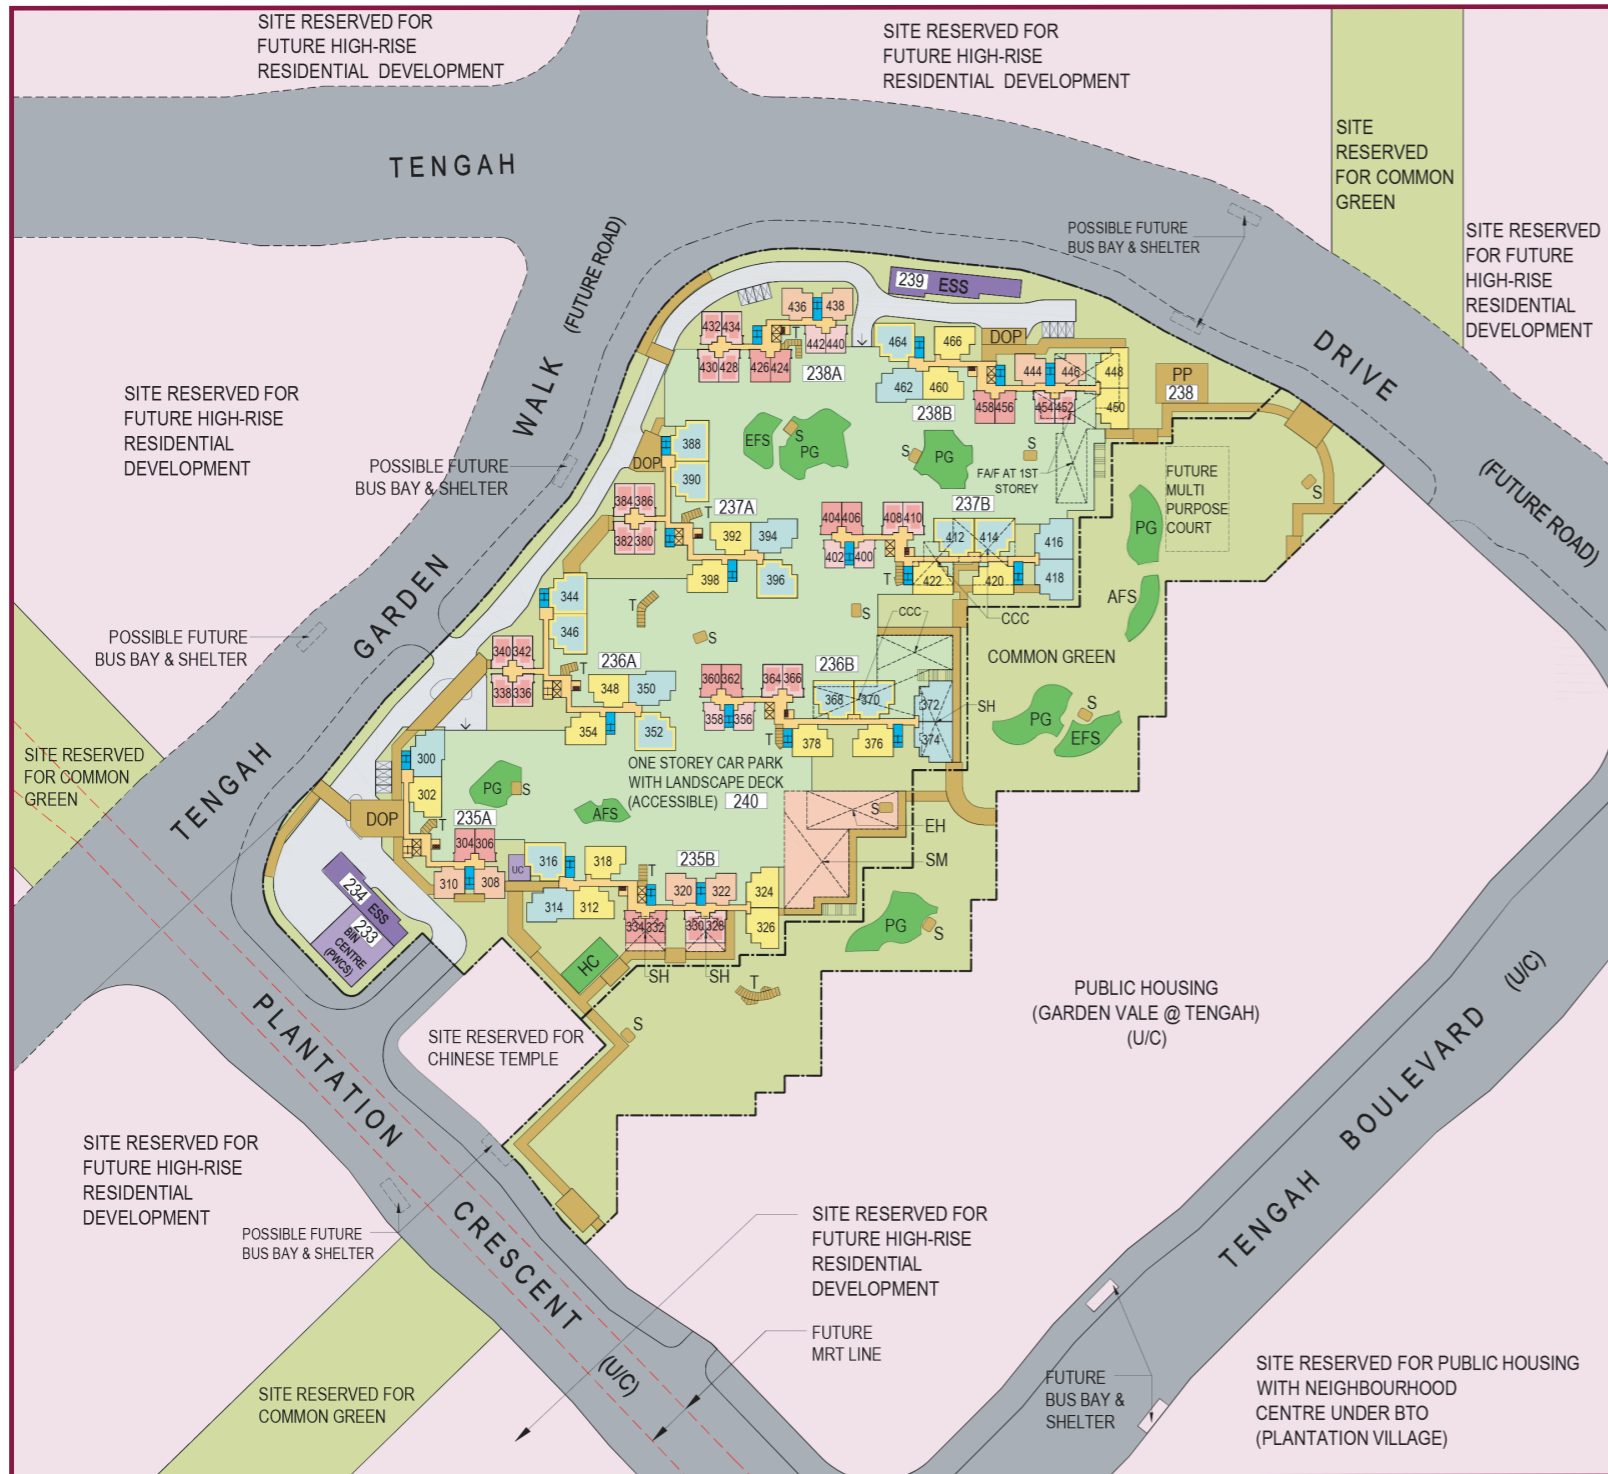 SITE RESERVED FOR
FUTURE HIGH-RISE
RESIDENTIAL DEVELOPMENT
SITE RESERVED FOR
FUTURE HIGH-RISE
RESIDENTIAL DEVELOPMENT
SITE
RESERVED
FOR COMMON
GREEN
SITE RESERVED
FOR FUTURE
HIGH-RISE
RESIDENTIAL
DEVELOPMENT
TENGAH
DRIVE
(FUTURE ROAD)
POSSIBLE FUTURE
BUS BAY & SHELTER
TENGAH GARDEN WALK (FUTURE ROAD)
SITE RESERVED FOR
FUTURE HIGH-RISE
RESIDENTIAL
DEVELOPMENT
POSSIBLE FUTURE
BUS BAY & SHELTER
POSSIBLE FUTURE
BUS BAY & SHELTER
SITE RESERVED
FOR COMMON
GREEN
239 ESS
436 438
432 434
T
442 440
430 428
426 424
238A
464 466
DOP
462 460
444 446 448
458 456
454 452 450
238B
PP
238
EFS
S
PG
S
PG
S
FA/F AT 1ST
STOREY
FUTURE
MULTI
PURPOSE
COURT
S
PG
AFS
388
DOP
390
384 386
T
237A
382 380
392 394
398 396
237B
404 406
408 410
412 414 416
402 400
T
422 420 418
CCC
CCC
COMMON GREEN
344
346
T
S
S
340 342
T
236A
338 336
348 350
354 352
236B
360 362
364 366
368 370 372
358 356
T
378 376 374
SH
PG
S
EFS
ONE STOREY CAR PARK
WITH LANDSCAPE DECK
(ACCESSIBLE) 240
300
302
PG
S
AFS
DOP
T
235A
304 306
310 308
UC
316 318
T
235B
314 312
320 322 324
334 332
330 328
326
S
EH
SM
PG
S
HC
SH
SH
T
S
234 ESS
233
BIN
CENTRE
(PWCS)
SITE RESERVED FOR
CHINESE TEMPLE
PUBLIC HOUSING
(GARDEN VALE @ TENGAH)
(U/C)
TENGAH BOULEVARD (U/C)
PLANTATION CRESCENT (U/C)
SITE RESERVED FOR
FUTURE HIGH-RISE
RESIDENTIAL
DEVELOPMENT
POSSIBLE FUTURE
BUS BAY & SHELTER
SITE RESERVED FOR
FUTURE HIGH-RISE
RESIDENTIAL
DEVELOPMENT
FUTURE
MRT LINE
SITE RESERVED FOR
COMMON GREEN
FUTURE
BUS BAY &
SHELTER
SITE RESERVED FOR PUBLIC HOUSING
WITH NEIGHBOURHOOD
CENTRE UNDER BTO
(PLANTATION VILLAGE)